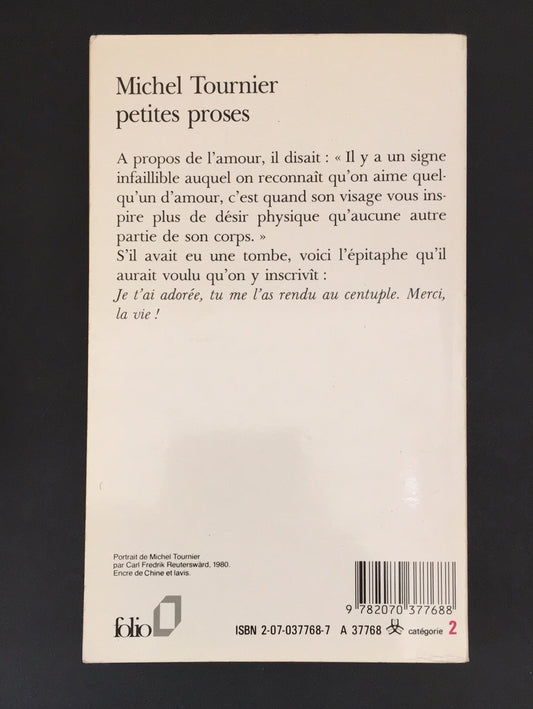 Michel Tournier
petites proses
A propos de l'amour, il disait : « Il y a un signe
infaillible auquel on reconnaît qu'on aime quel-
qu'un d'amour, c'est quand son visage vous ins-
pire plus de désir physique qu'aucune autre
partie de son corps. »
S'il avait eu une tombe, voici l'épitaphe qu'il
aurait voulu qu'on y inscrivît :
Je t'ai adorée, tu me l'as rendu au centuple. Merci,
la vie !
Portrait de Michel Tournier
par Carl Fredrik Reuterswärd, 1980.
Encre de Chine et lavis.
9 782070 377688
folio
ISBN 2-07-037768-7 A 37768 catégorie 2